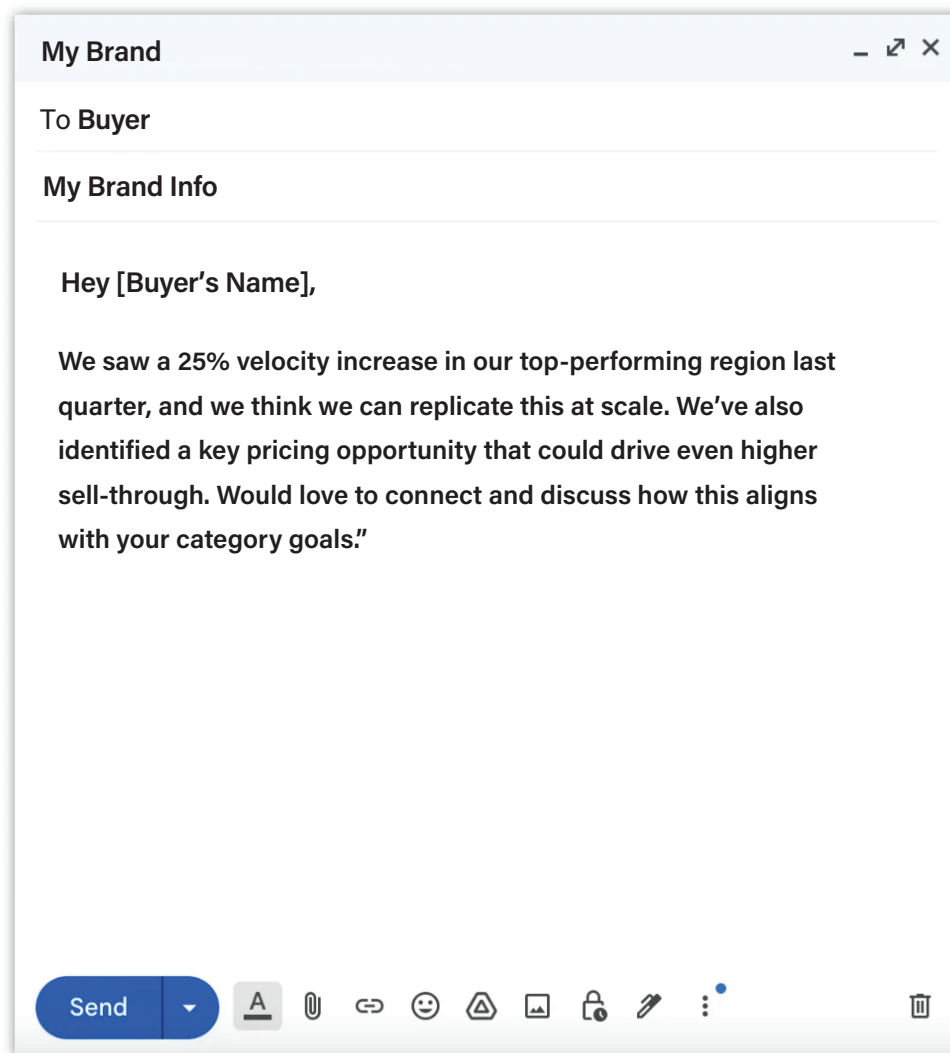 My Brand
To Buyer
My Brand Info
Hey [Buyer’s Name],
We saw a 25% velocity increase in our top-performing region last
quarter, and we think we can replicate this at scale. We’ve also
identified a key pricing opportunity that could drive even higher
sell-through. Would love to connect and discuss how this aligns
with your category goals.”
Send
A